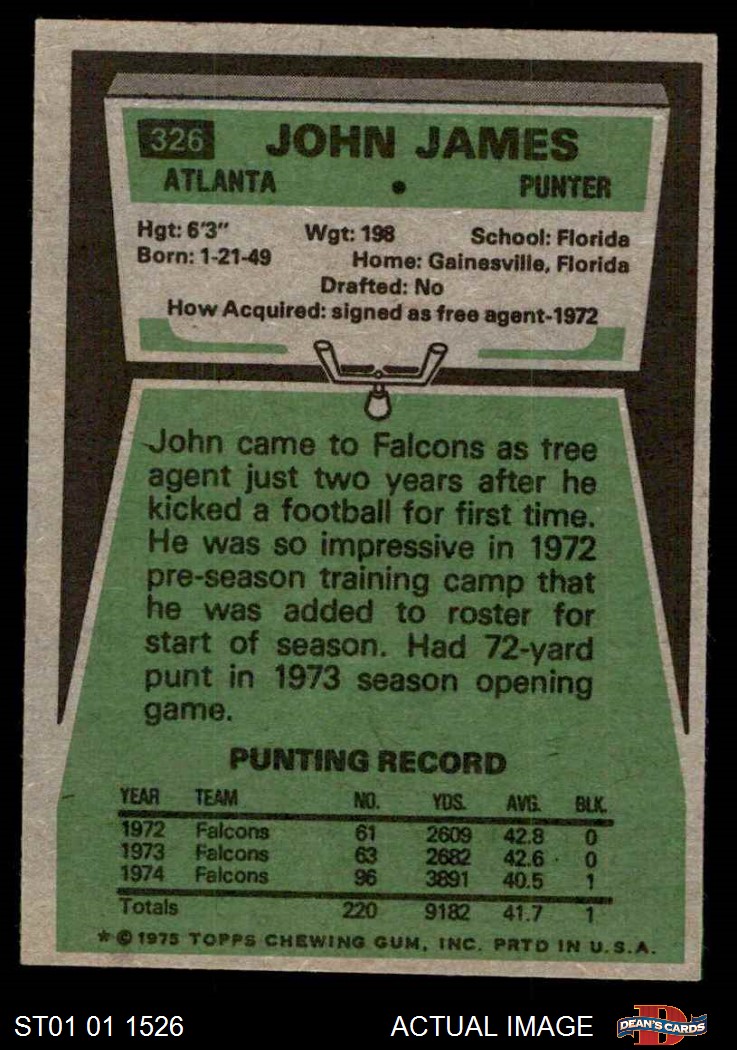 326 JOHN JAMES
ATLANTA • PUNTER
Hgt: 6'3" Wgt: 198 School: Florida
Born: 1-21-49 Home: Gainesville, Florida
Drafted: No
How Acquired: signed as free agent-1972
John came to Falcons as free
agent just two years after he
kicked a football for first time.
He was so impressive in 1972
pre-season training camp that
he was added to roster for
start of season. Had 72-yard
punt in 1973 season opening
game.
PUNTING RECORD
YEAR TEAM NO. YDS. AVG. BLK.
1972 Falcons 61 2609 42.8 0
1973 Falcons 63 2682 42.6 0
1974 Falcons 96 3891 40.5 1
Totals 220 9182 41.7 1
* © 1975 TOPPS CHEWING GUM, INC. PRTD IN U.S.A.
ST01 01 1526 ACTUAL IMAGE DEAN'S CARDS